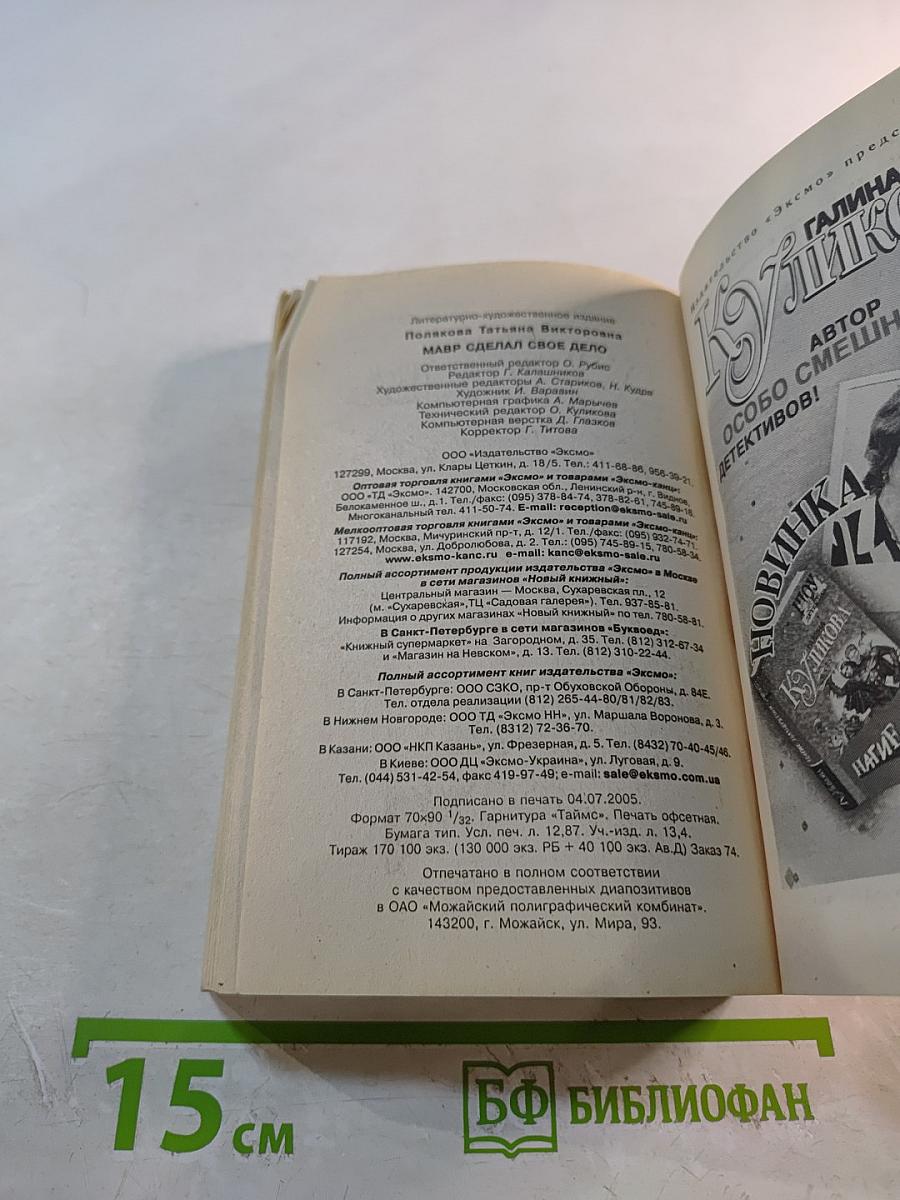 Литературно-художественное издание
Полякова Татьяна Викторовна
МАВР СДЕЛАЛ СВОЕ ДЕЛО
Ответственный редактор О. Рубис
Редактор Г. Калашников
Художественные редакторы А. Стариков, Н. Кудря
Художник И. Варавин
Компьютерная графика А. Марычев
Технический редактор О. Куликова
Компьютерная верстка Д. Глазков
Корректор Г. Титова
ООО «Издательство «Эксмо»
127299, Москва, ул. Клары Цеткин, д. 18/5. Тел.: 411-68-86, 956-39-21.
Оптовая торговля книгами «Эксмо» и товарами «Эксмо-канц»:
ООО «ТД «Эксмо». 142700, Московская обл., Ленинский р-н, г. Видное,
Белокаменное ш., д.1. Тел./факс: (095) 378-84-74, 378-82-61, 745-89-16,
Многоканальный тел. 411-50-74. E-mail: reception@eksmo-sale.ru
Мелкооптовая торговля книгами «Эксмо» и товарами «Эксмо-канц»:
117192, Москва, Мичуринский пр-т, д. 12/1. Тел./факс: (095) 932-74-71.
127254, Москва, ул. Добролюбова, д. 2. Тел.: (095) 745-89-15, 780-58-34.
www.eksmo-kanc.ru e-mail: kanc@eksmo-sale.ru
Полный ассортимент продукции издательства «Эксмо» в Москве
в сети магазинов «Новый книжный»:
Центральный магазин — Москва, Сухаревская пл., 12
(м. «Сухаревская»,ТЦ «Садовая галерея»). Тел. 937-85-81.
Информация о других магазинах «Новый книжный» по тел. 780-58-81.
В Санкт-Петербурге в сети магазинов «Буквоед»:
«Книжный супермаркет» на Загородном, д. 35. Тел. (812) 312-67-34
и «Магазин на Невском», д. 13. Тел. (812) 310-22-44.
Полный ассортимент книг издательства «Эксмо»:
В Санкт-Петербурге: ООО СЗКО, пр-т Обуховской Обороны, д. 84Е.
Тел. отдела реализации (812) 265-44-80/81/82/83.
В Нижнем Новгороде: ООО ТД «Эксмо НН», ул. Маршала Воронова, д. 3.
Тел. (8312) 72-36-70.
В Казани: ООО «НКП Казань», ул. Фрезерная, д. 5. Тел. (8432) 70-40-45/46.
В Киеве: ООО ДЦ «Эксмо-Украина», ул. Луговая, д. 9.
Тел. (044) 531-42-54, факс 419-97-49; e-mail: sale@eksmo.com.ua
Подписано в печать 04.07.2005.
Формат 70×90 1/32. Гарнитура «Таймс». Печать офсетная.
Бумага тип. Усл. печ. л. 12,87. Уч.-изд. л. 13,4.
Тираж 170 100 экз. (130 000 экз. РБ + 40 100 экз. Ав.Д) Заказ 74.
Отпечатано в полном соответствии
с качеством предоставленных диапозитивов
в ОАО «Можайский полиграфический комбинат».
143200, г. Можайск, ул. Мира, 93.
Издательство «Эксмо» предс
ГАЛИНА
КУЛИКО
АВТОР
ОСОБО СМЕШН
ДЕТЕКТИВОВ!
НОВИНКА
ШОУ
КУЛИКОВА
НАГИЕ
15 см
БФ БИБЛИОФАН